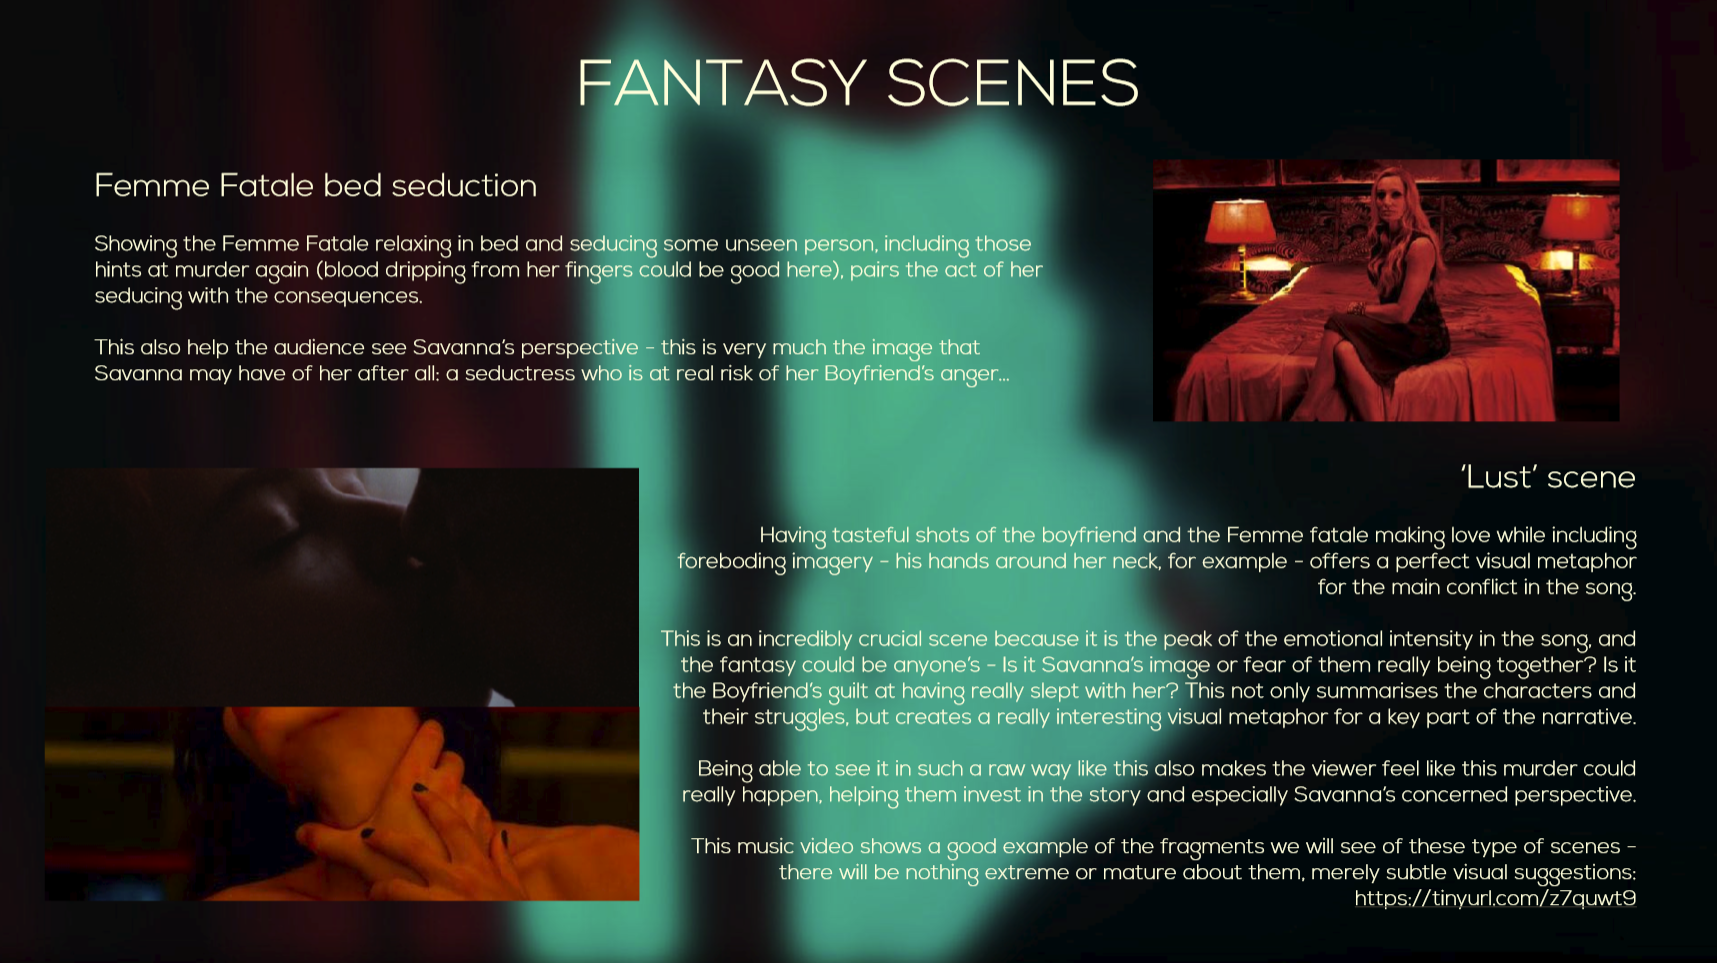 FANTASY SCENES
Femme Fatale bed seduction
Showing the Femme Fatale relaxing in bed and seducing some unseen person, including those
hints at murder again (blood dripping from her fingers could be good here), pairs the act of her
seducing with the consequences.
This also help the audience see Savanna's perspective - this is very much the image that
Savanna may have of her after all: a seductress who is at real risk of her Boyfriend's anger...
'Lust' scene
Having tasteful shots of the boyfriend and the Femme fatale making love while including
foreboding imagery - his hands around her neck, for example - offers a perfect visual metaphor
for the main conflict in the song.
This is an incredibly crucial scene because it is the peak of the emotional intensity in the song, and
the fantasy could be anyone's - Is it Savanna's image or fear of them really being together? Is it
the Boyfriend's guilt at having really slept with her? This not only summarises the characters and
their struggles, but creates a really interesting visual metaphor for a key part of the narrative.
Being able to see it in such a raw way like this also makes the viewer feel like this murder could
really happen, helping them invest in the story and especially Savanna's concerned perspective.
This music video shows a good example of the fragments we will see of these type of scenes -
there will be nothing extreme or mature about them, merely subtle visual suggestions:
https://tinyurl.com/z7quwt9